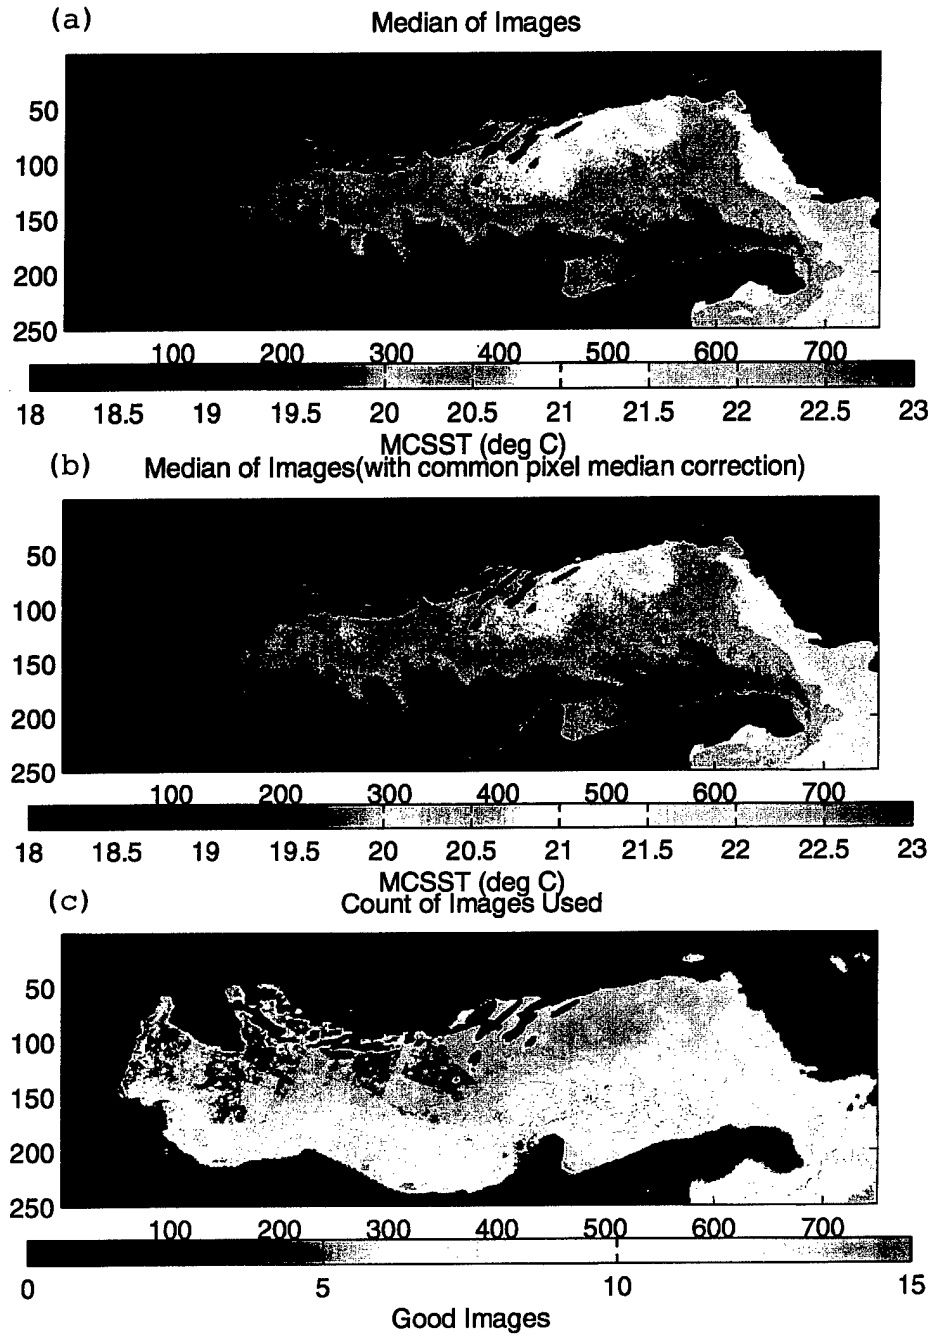 (a)
Median of Images
50
100
150
200
250
100 200 300 400 500 600 700
18 18.5 19 19.5 20 20.5 21 21.5 22 22.5 23
MCSST (deg C)
(b)
Median of Images(with common pixel median correction)
50
100
150
200
250
100 200 300 400 500 600 700
18 18.5 19 19.5 20 20.5 21 21.5 22 22.5 23
MCSST (deg C)
(c)
Count of Images Used
50
100
150
200
250
100 200 300 400 500 600 700
0 5 10 15
Good Images